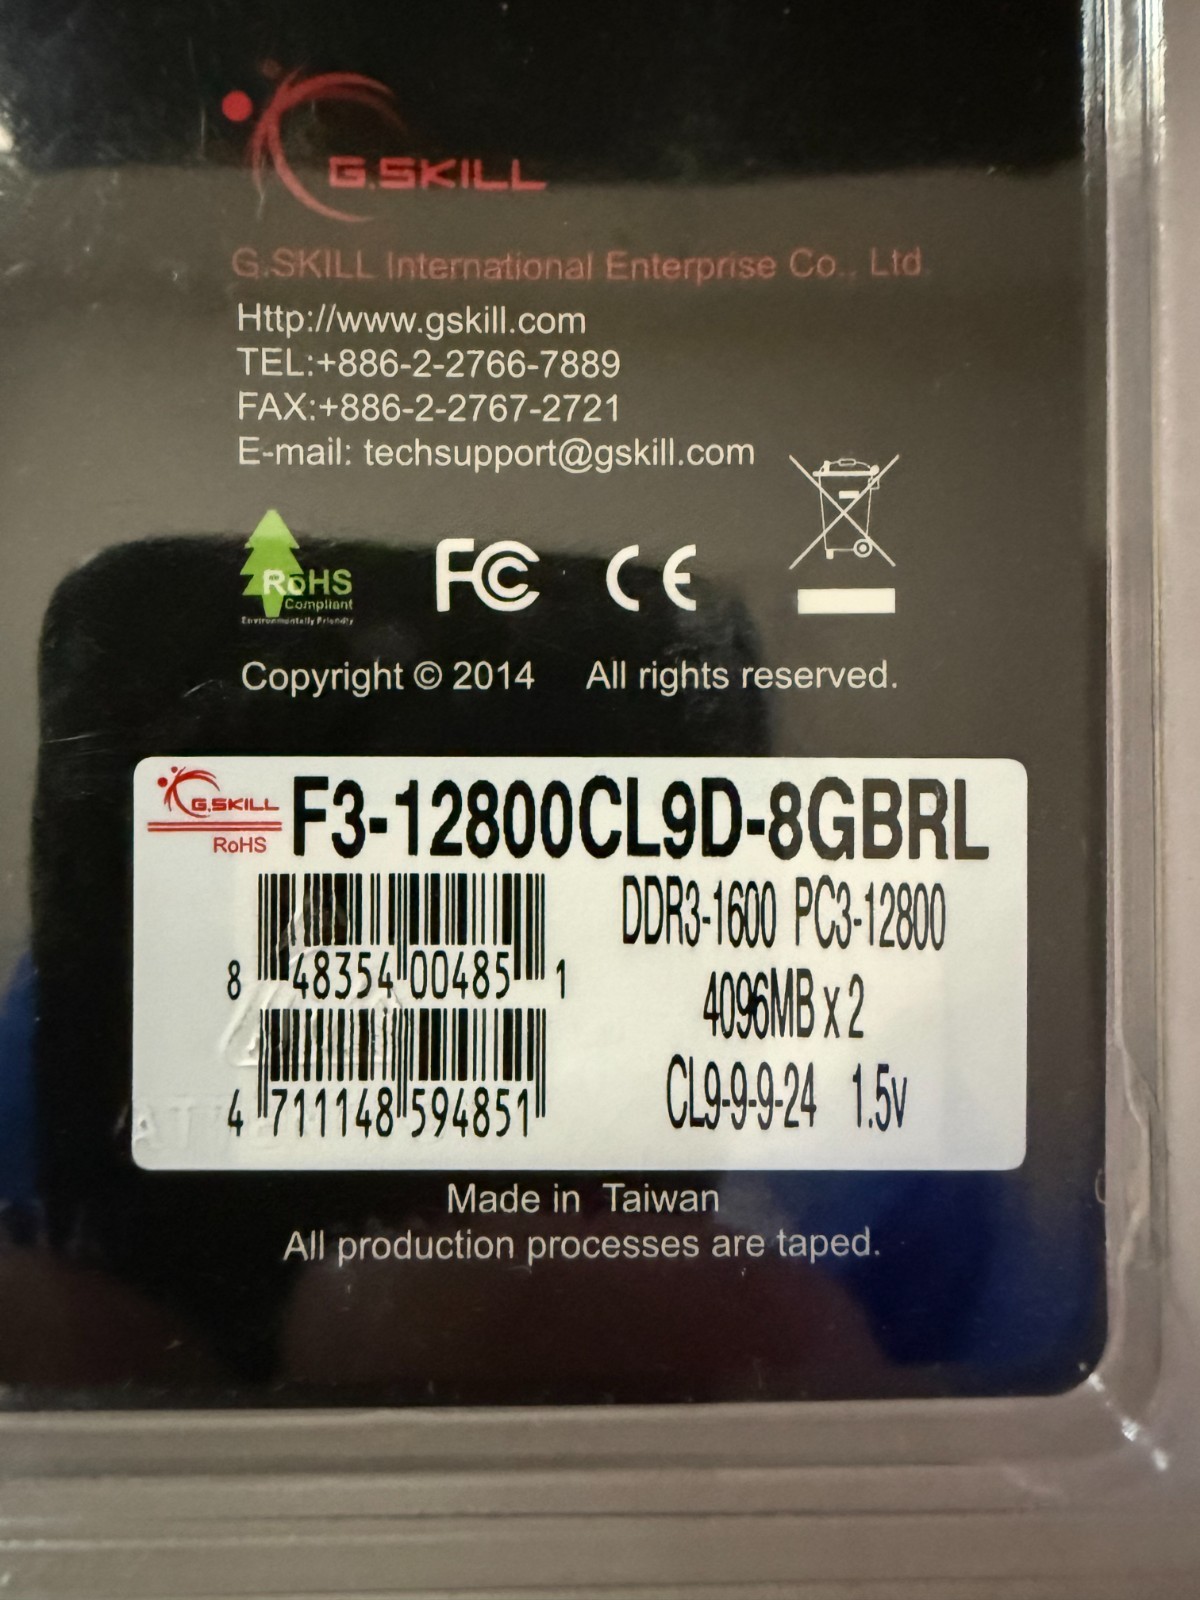 G.SKILL
G.SKILL International Enterprise Co., Ltd.
Http://www.gskill.com
TEL:+886-2-2766-7889
FAX:+886-2-2767-2721
E-mail: techsupport@gskill.com
RoHS
Compliant
Environmentally Friendly
FC CE
Copyright © 2014 All rights reserved.
G.SKILL
RoHS
F3-12800CL9D-8GBRL
DDR3-1600 PC3-12800
8 48354 00485 1
4096MB x 2
CL9-9-9-24 1.5v
4 711148 594851
Made in Taiwan
All production processes are taped.